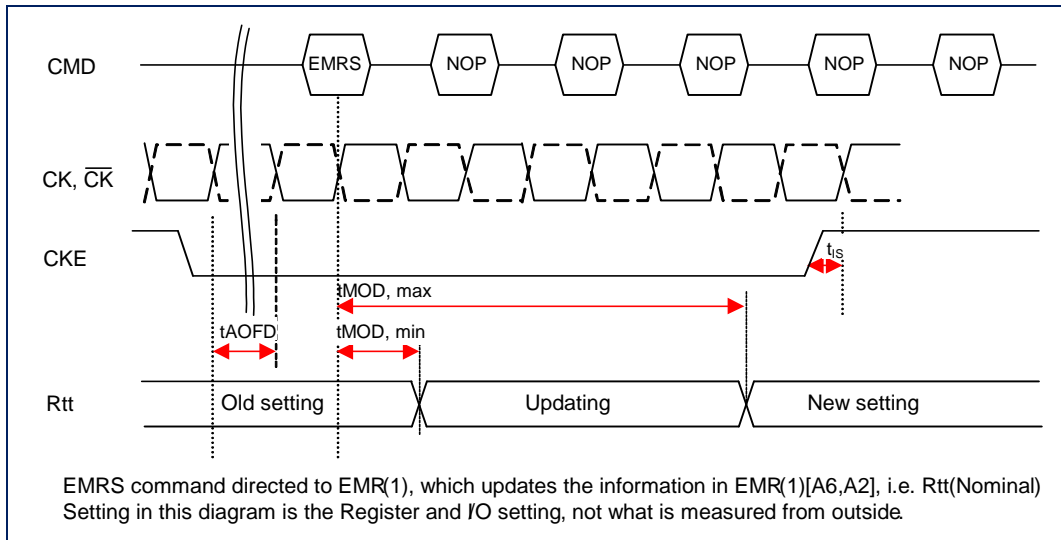 CMD
EMRS
NOP
NOP
NOP
NOP
NOP
CK, CK
CKE
tIS
tMOD, max
tAOFD
tMOD, min
Rtt
Old setting
Updating
New setting
EMRS command directed to EMR(1), which updates the information in EMR(1)[A6,A2], i.e. Rtt(Nominal)
Setting in this diagram is the Register and I/O setting, not what is measured from outside.